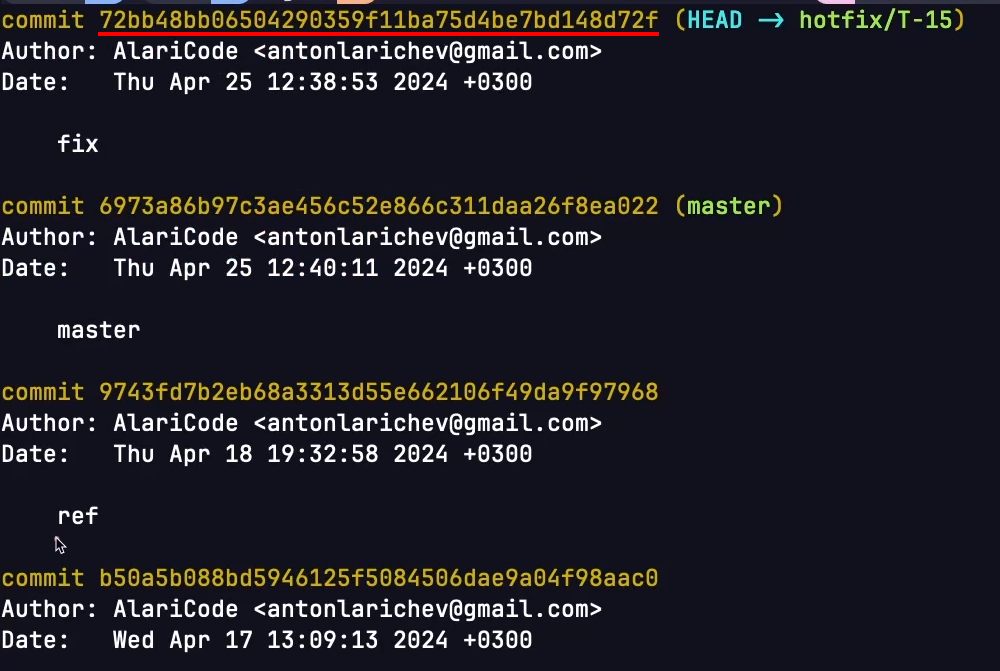 commit 72bb48bb06504290359f11ba75d4be7bd148d72f (HEAD -> hotfix/T-15)
Author: AlariCode <antonlarichev@gmail.com>
Date:   Thu Apr 25 12:38:53 2024 +0300
fix
commit 6973a86b97c3ae456c52e866c311daa26f8ea022 (master)
Author: AlariCode <antonlarichev@gmail.com>
Date:   Thu Apr 25 12:40:11 2024 +0300
master
commit 9743fd7b2eb68a3313d55e662106f49da9f97968
Author: AlariCode <antonlarichev@gmail.com>
Date:   Thu Apr 18 19:32:58 2024 +0300
ref
commit b50a5b088bd5946125f5084506dae9a04f98aac0
Author: AlariCode <antonlarichev@gmail.com>
Date:   Wed Apr 17 13:09:13 2024 +0300